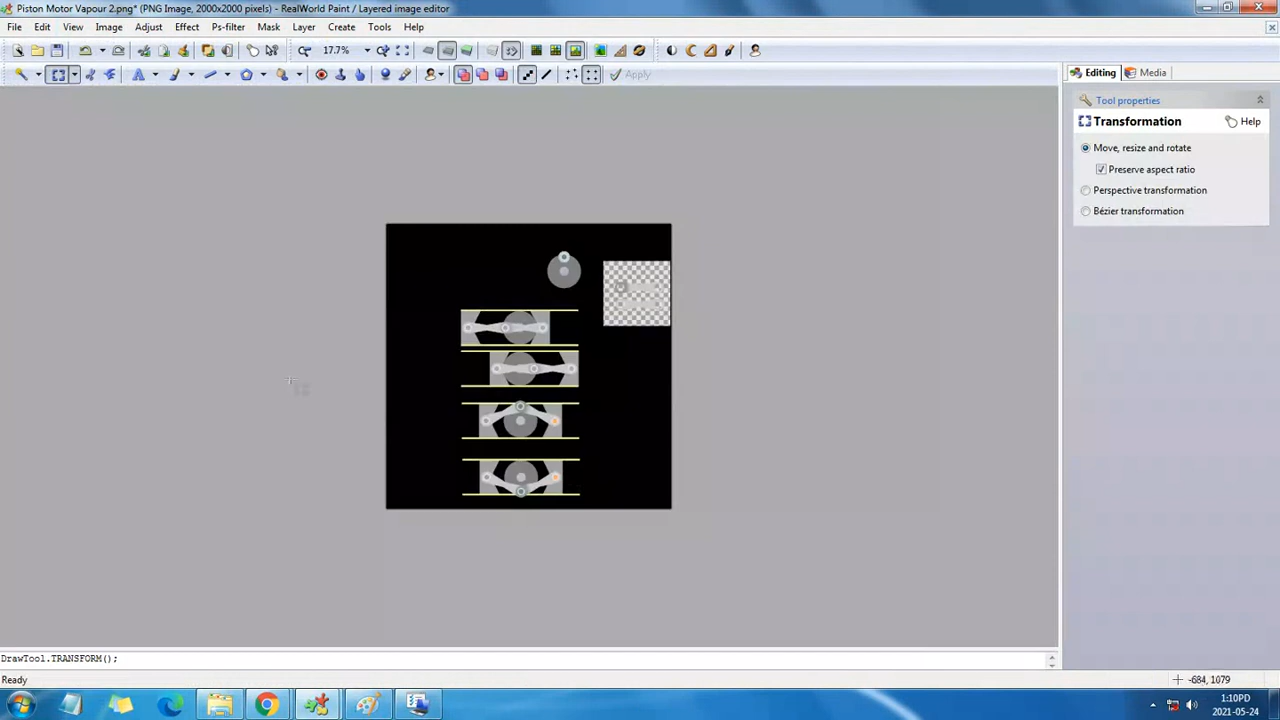 Piston Motor Vapour 2.png* (PNG Image, 2000x2000 pixels) - RealWorld Paint / Layered image editor
File Edit View Image Adjust Effect Ps-filter Mask Layer Create Tools Help
17.7%
Apply
Editing Media
Tool properties
Transformation Help
Move, resize and rotate
Preserve aspect ratio
Perspective transformation
Bézier transformation
DrawTool.TRANSFORM();
Ready
-684, 1079
1:10PD
2021-05-24